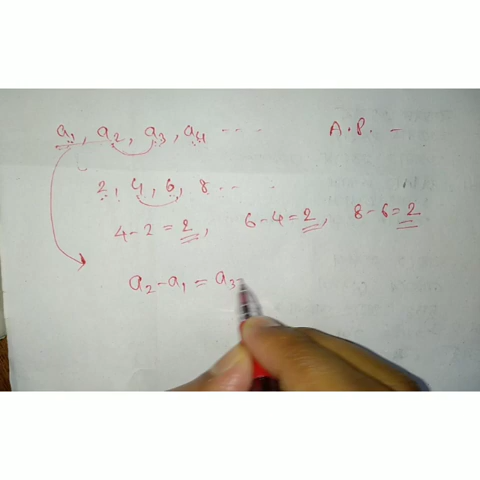 a₁, a₂, a₃, a₄ - - - A.P. -
2, 4, 6, 8 . - -
4-2=2, 6-4=2, 8-6=2
a₂-a₁=a₃-